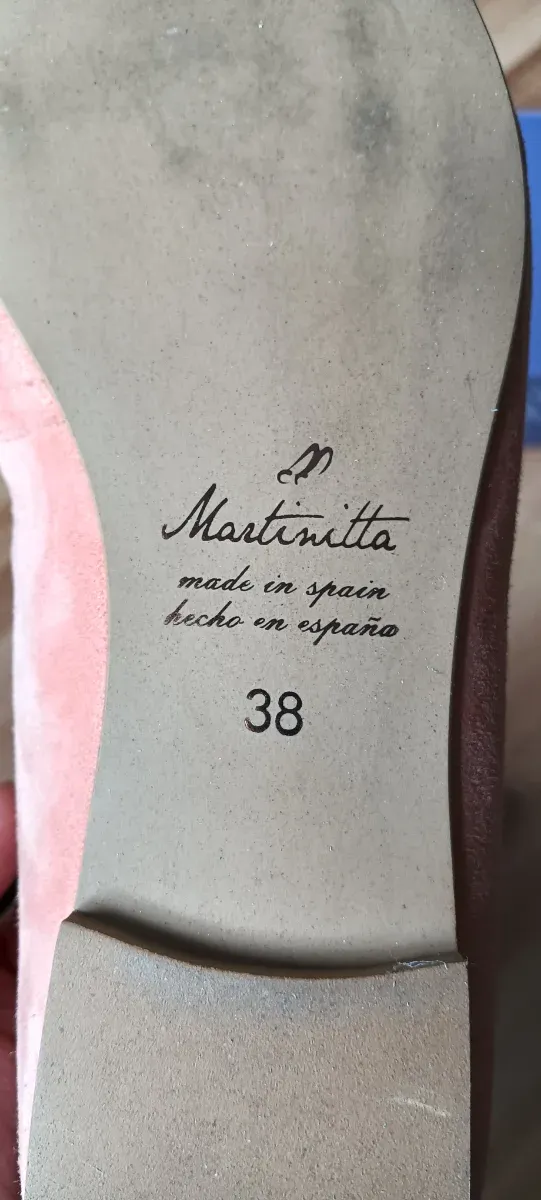 Martinitta
made in spain
hecho en españa
38